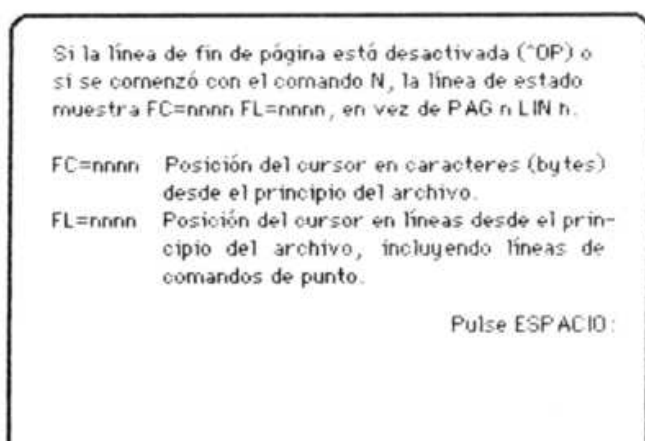 Si la línea de fin de página está desactivada (^OP) o
si se comenzó con el comando N, la línea de estado
muestra FC=nnnn FL=nnnn, en vez de PAG n LIN n.
FC=nnnn Posición del cursor en caracteres (bytes)
desde el principio del archivo.
FL=nnnn Posición del cursor en líneas desde el prin-
cipio del archivo, incluyendo líneas de
comandos de punto.
Pulse ESPACIO: